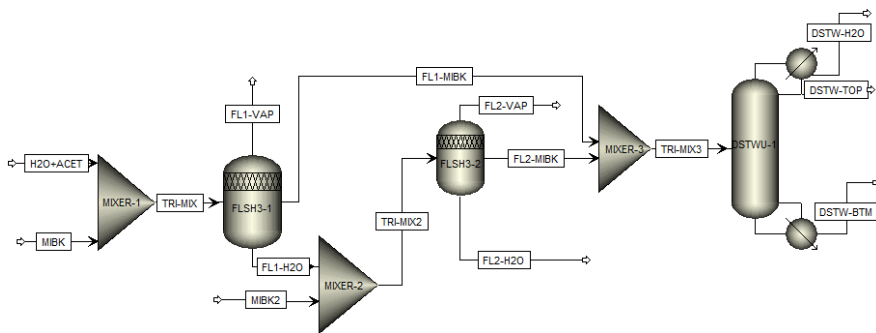 H2O+ACET
MIBK
MIXER-1
TRI-MIX
FL1-VAP
FLSH3-1
FL1-H2O
MIBK2
MIXER-2
FL1-MIBK
TRI-MIX2
FL2-VAP
FLSH3-2
FL2-MIBK
FL2-H2O
MIXER-3
TRI-MIX3
DSTWU-1
DSTW-H2O
DSTW-TOP
DSTW-BTM